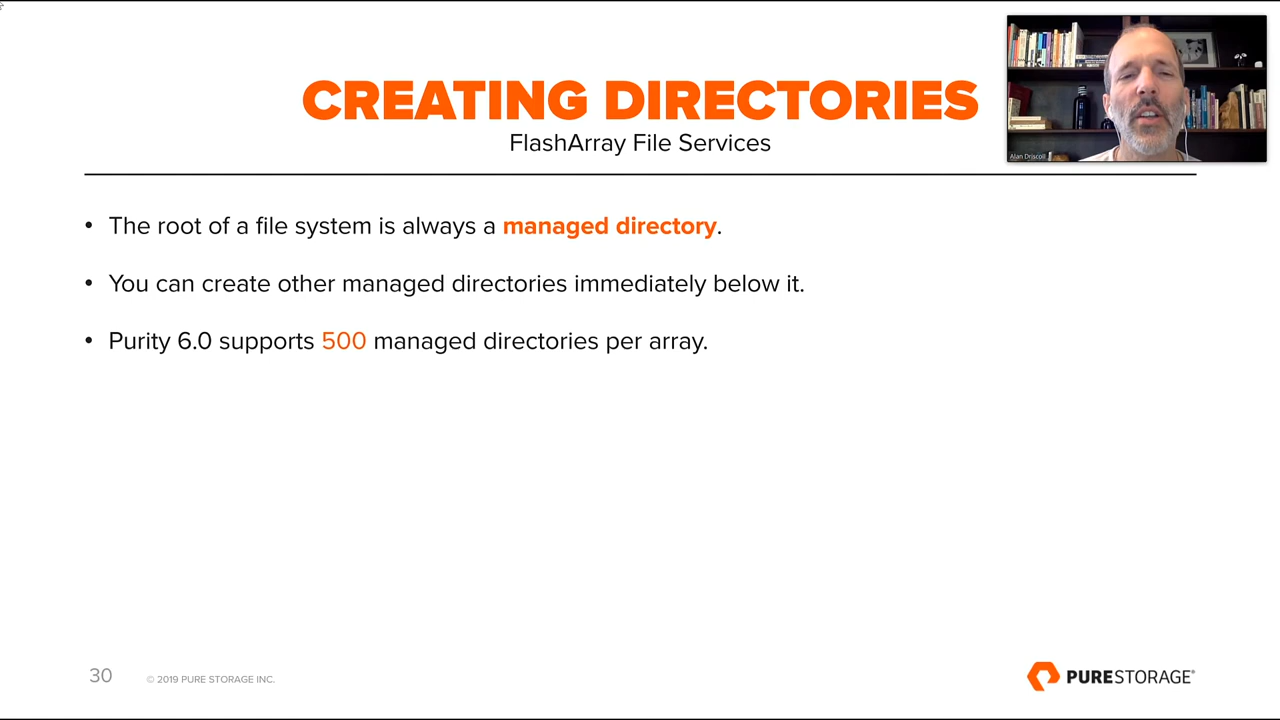 CREATING DIRECTORIES
FlashArray File Services
Alan Driscoll
• The root of a file system is always a managed directory.
• You can create other managed directories immediately below it.
• Purity 6.0 supports 500 managed directories per array.
30
© 2019 PURE STORAGE INC.
PURESTORAGE®